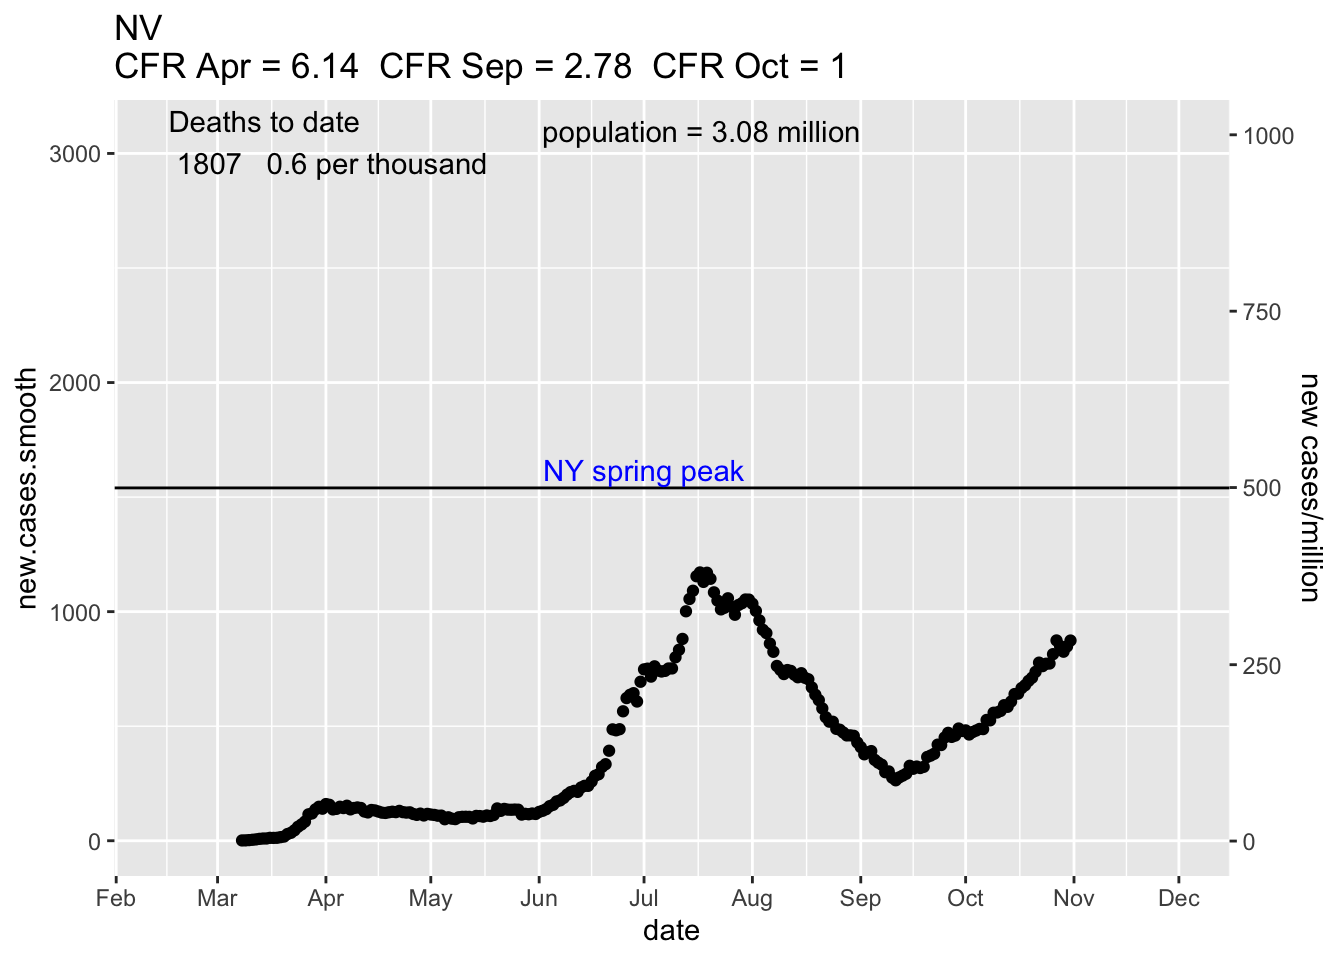 NV
CFR Apr = 6.14  CFR Sep = 2.78  CFR Oct = 1
Deaths to date
1807   0.6 per thousand
population = 3.08 million
NY spring peak
new.cases.smooth
3000
2000
1000
0
1000
750
500
250
0
new cases/million
Feb Mar Apr May Jun Jul Aug Sep Oct Nov Dec
date